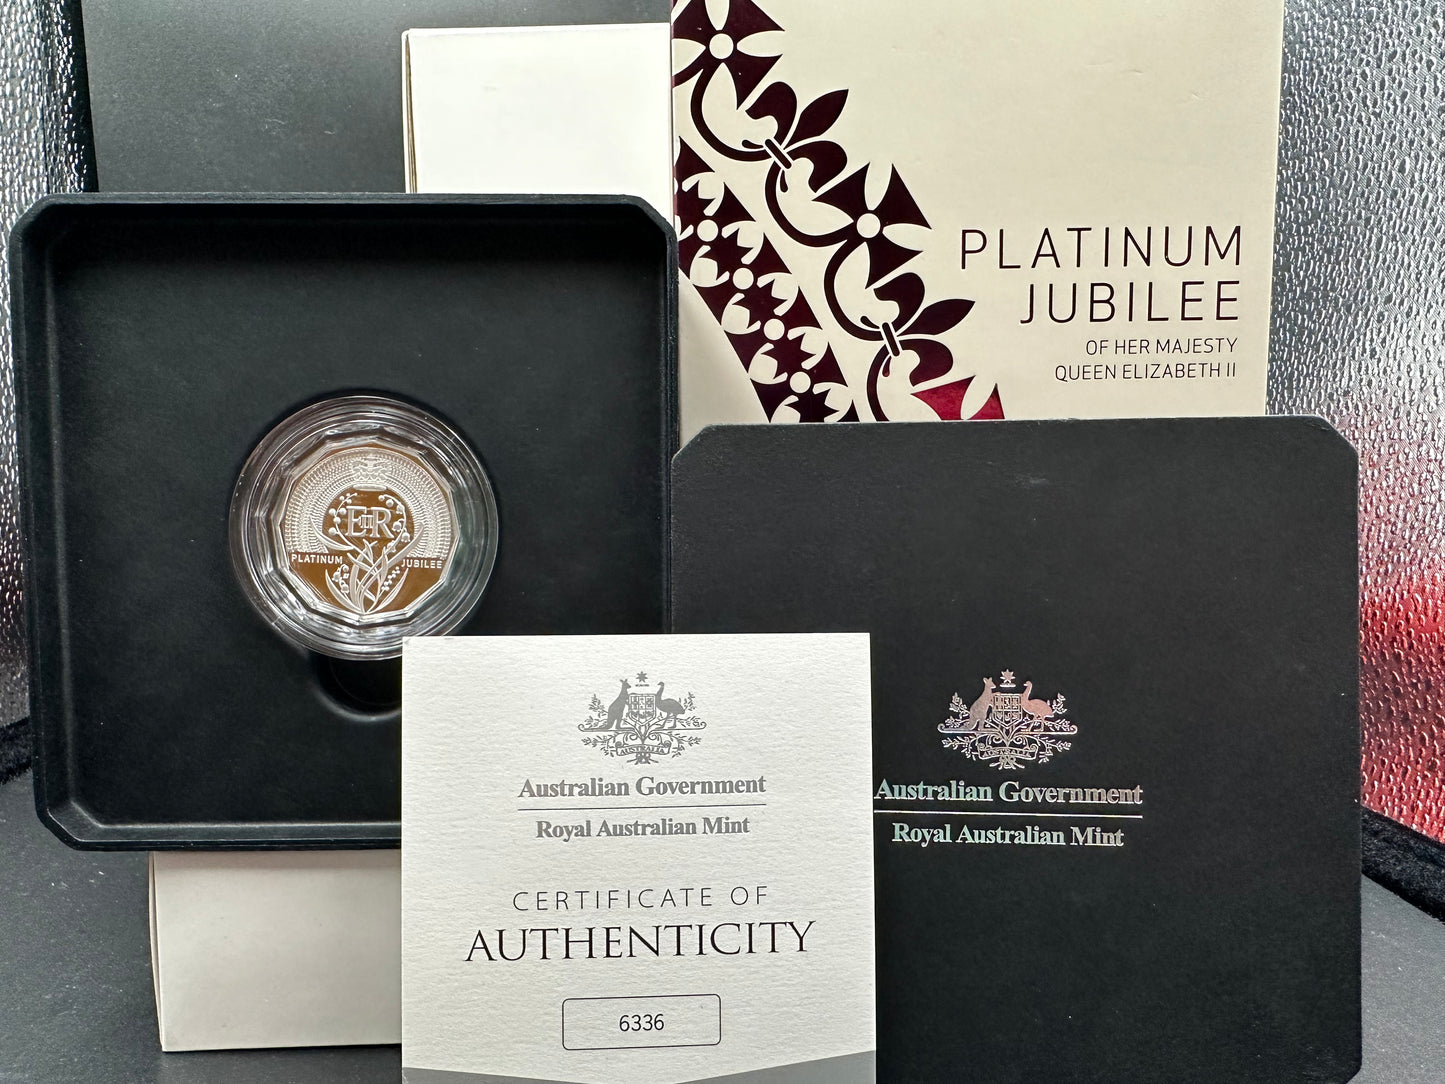 PLATINUM
JUBILEE
OF HER MAJESTY
QUEEN ELIZABETH II
EIIR
PLATINUM JUBILEE
AUSTRALIA
Australian Government
Royal Australian Mint
CERTIFICATE OF
AUTHENTICITY
6336
AUSTRALIA
Australian Government
Royal Australian Mint